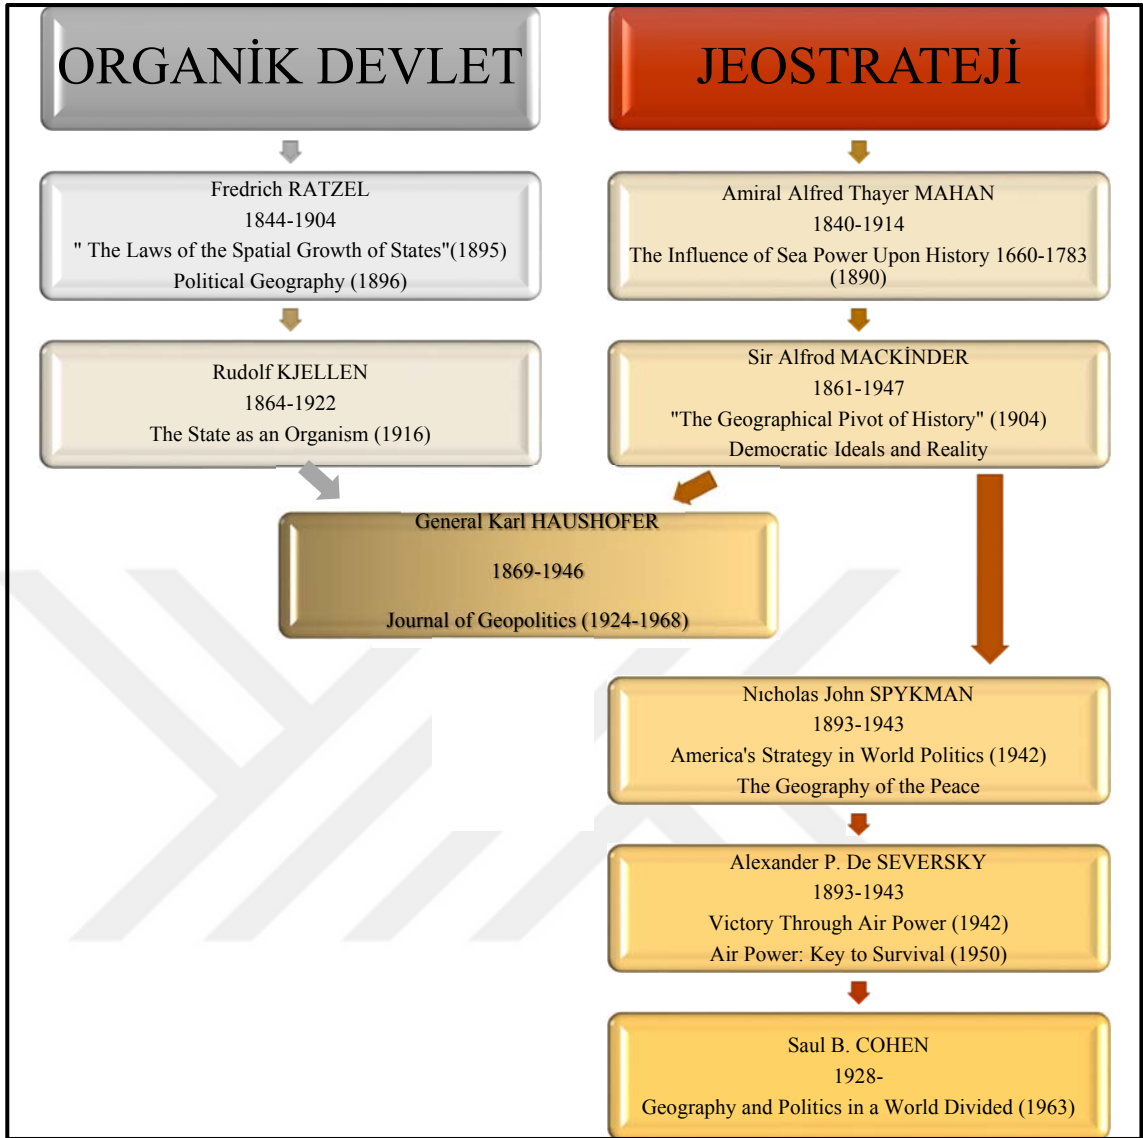 ORGANİK DEVLET
Fredrich RATZEL
1844-1904
" The Laws of the Spatial Growth of States"(1895)
Political Geography (1896)
Rudolf KJELLEN
1864-1922
The State as an Organism (1916)
JEOSTRATEJİ
Amiral Alfred Thayer MAHAN
1840-1914
The Influence of Sea Power Upon History 1660-1783
(1890)
Sir Alfrod MACKİNDER
1861-1947
"The Geographical Pivot of History" (1904)
Democratic Ideals and Reality
General Karl HAUSHOFER
1869-1946
Journal of Geopolitics (1924-1968)
Nıcholas John SPYKMAN
1893-1943
America's Strategy in World Politics (1942)
The Geography of the Peace
Alexander P. De SEVERSKY
1893-1943
Victory Through Air Power (1942)
Air Power: Key to Survival (1950)
Saul B. COHEN
1928-
Geography and Politics in a World Divided (1963)